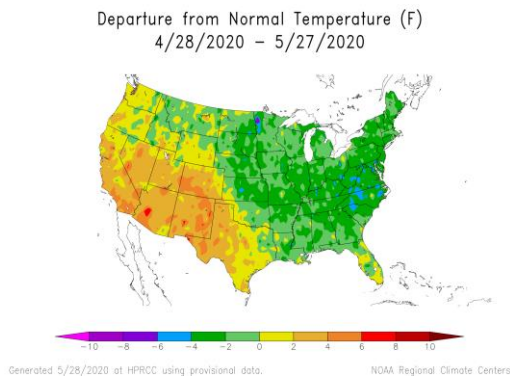 Departure from Normal Temperature (F)
4/28/2020 – 5/27/2020
-10 -8 -6 -4 -2 0 2 4 6 8 10
Generated 5/28/2020 at HPRCC using provisional data.
NOAA Regional Climate Centers